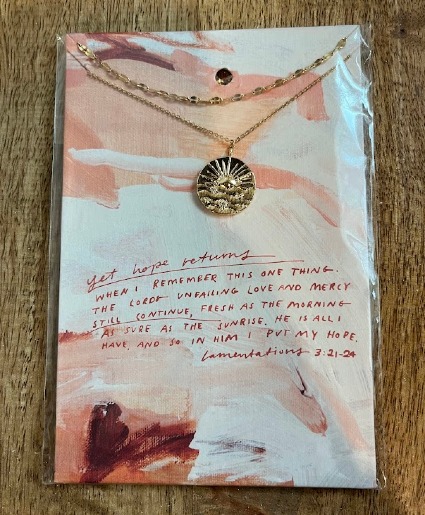 yet hope returns
WHEN I REMEMBER THIS ONE THING.
THE LORDS UNFAILING LOVE AND MERCY
STILL CONTINUE, FRESH AS THE MORNING
AS SURE AS THE SUNRISE. HE IS ALL I
HAVE, AND SO IN HIM I PUT MY HOPE.
Lamentations 3:21-24